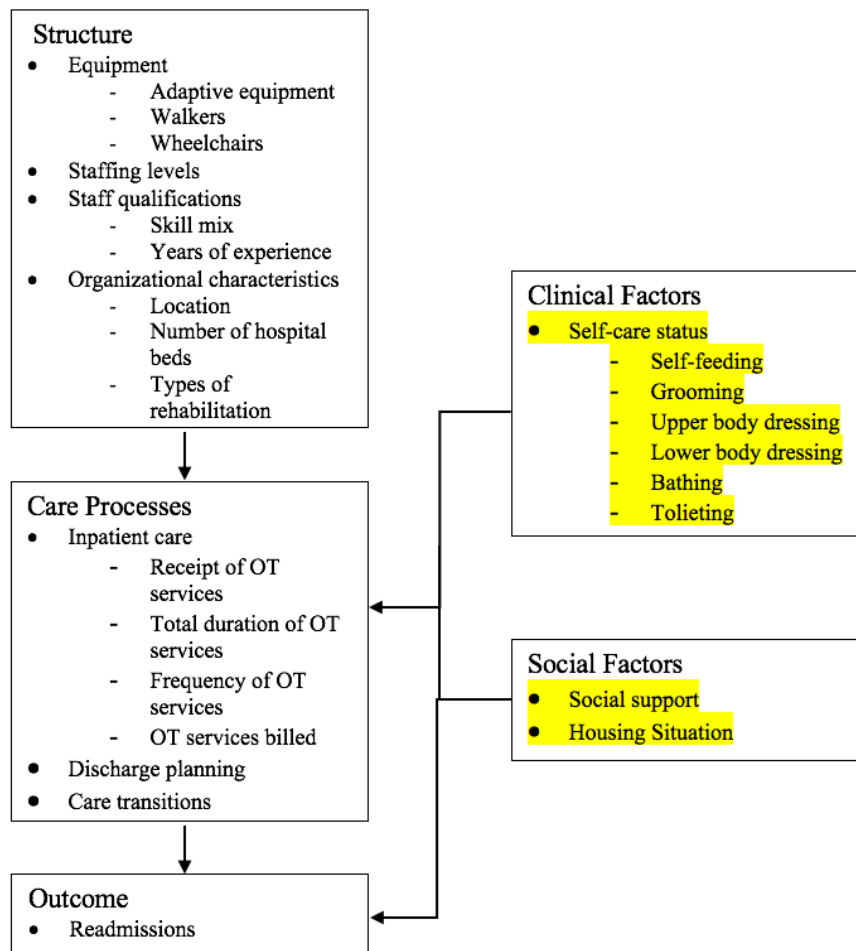 Structure
• Equipment
- Adaptive equipment
- Walkers
- Wheelchairs
• Staffing levels
• Staff qualifications
- Skill mix
- Years of experience
• Organizational characteristics
- Location
- Number of hospital
beds
- Types of
rehabilitation
Care Processes
• Inpatient care
- Receipt of OT
services
- Total duration of OT
services
- Frequency of OT
services
- OT services billed
• Discharge planning
• Care transitions
Outcome
• Readmissions
Clinical Factors
• Self-care status
- Self-feeding
- Grooming
- Upper body dressing
- Lower body dressing
- Bathing
- Tolieting
Social Factors
• Social support
• Housing Situation